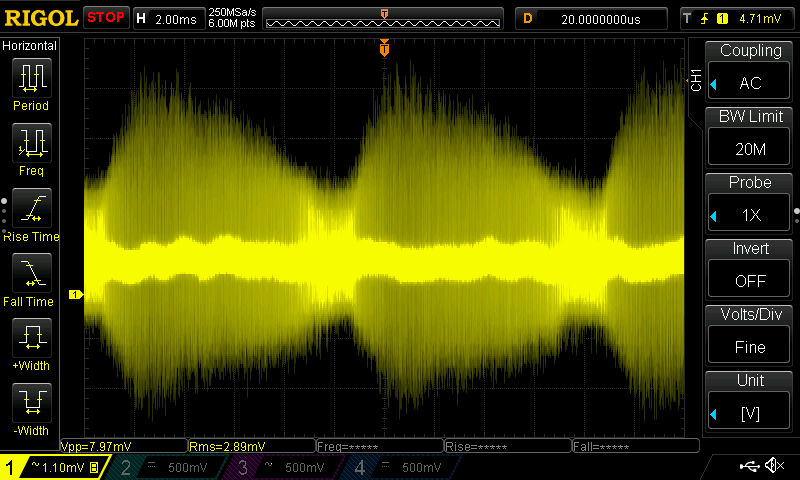 RIGOL STOP H 2.00ms 250MSa/s 6.00M pts T D 20.0000000us T 1 4.71mV
Horizontal
Period
Freq
Rise Time
Fall Time
+Width
-Width
T
1
CH1
Coupling
AC
BW Limit
20M
Probe
1X
Invert
OFF
Volts/Div
Fine
Unit
[V]
Vpp=7.97mV Rms=2.89mV Freq=***** Rise=***** Fall=*****
1 ~ 1.10mV B 2 500mV 3 ~ 500mV 4 500mV